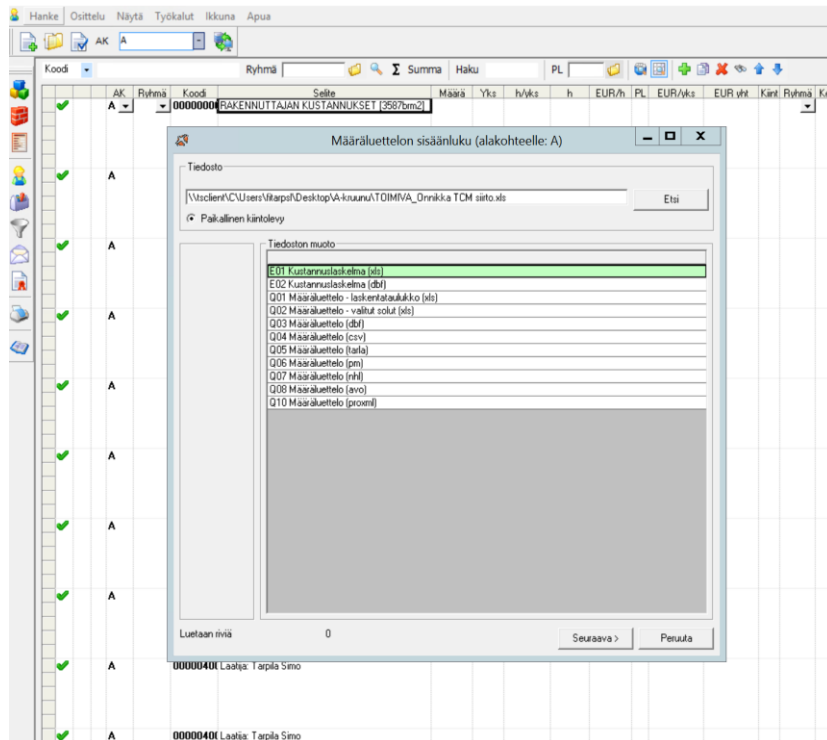 Hanke Osittelu Näytä Työkalut Ikkuna Apua
AK A
Koodi Ryhmä Σ Summa Haku PL
AK Ryhmä Koodi Selite Määrä Yks h/yks h EUR/h PL EUR/yks EUR yht Kiint Ryhmä
A 00000000 RAKENNUTTAJAN KUSTANNUKSET [3587brm2]
Määräluettelon sisäänluku (alakohteelle: A)
Tiedosto
A
\\tsclient\C\Users\fitarpsl\Desktop\A-kruunu\TOIMIVA_Onnikka TCM siirto.xls Etsi
Paikallinen kiintolevy
A
Tiedoston muoto
E01 Kustannuslaskelma (xls)
E02 Kustannuslaskelma (dbf)
Q01 Määräluettelo - laskentataulukko (xls)
Q02 Määräluettelo - valitut solut (xls)
A
Q03 Määräluettelo (dbf)
Q04 Määräluettelo (csv)
Q05 Määräluettelo (tarla)
Q06 Määräluettelo (pm)
Q07 Määräluettelo (nhl)
A
Q08 Määräluettelo (avo)
Q10 Määräluettelo (proxml)
A
A
A
Luetaan riviä 0 Seuraava > Peruuta
A 00000400 Laatija: Tarpila Simo
A 00000400 Laatija: Tarpila Simo